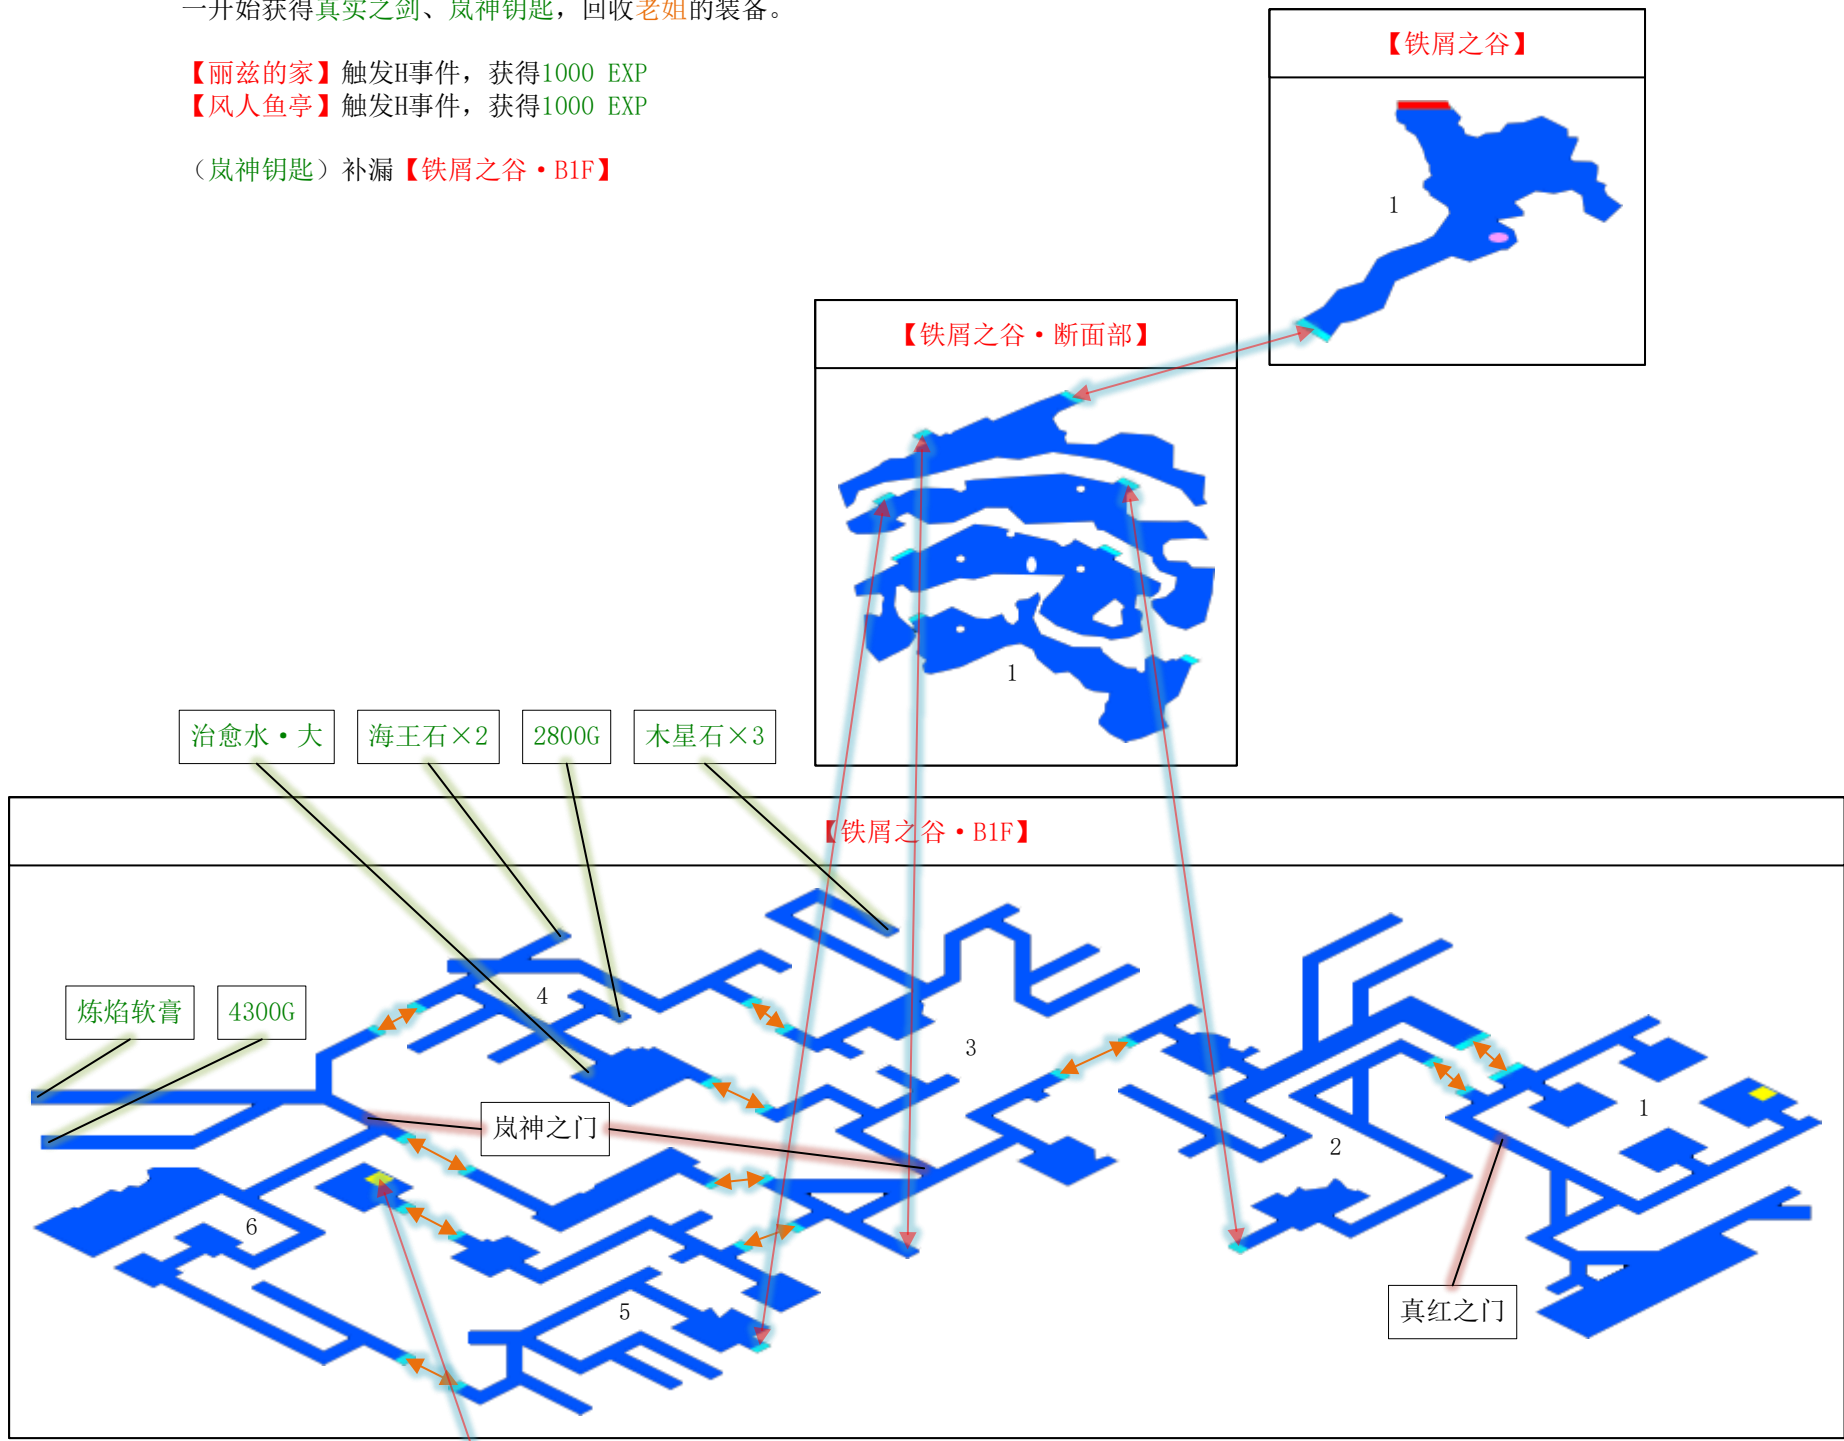 一开始获得真实之剑、岚神钥匙，回收老姐的装备。
【丽兹的家】触发H事件，获得1000 EXP
【风人鱼亭】触发H事件，获得1000 EXP
（岚神钥匙）补漏【铁屑之谷·B1F】
【铁屑之谷】
1
【铁屑之谷·断面部】
1
治愈水·大
海王石×2
2800G
木星石×3
【铁屑之谷·B1F】
炼焰软膏
4300G
4
3
岚神之门
1
2
6
5
真红之门